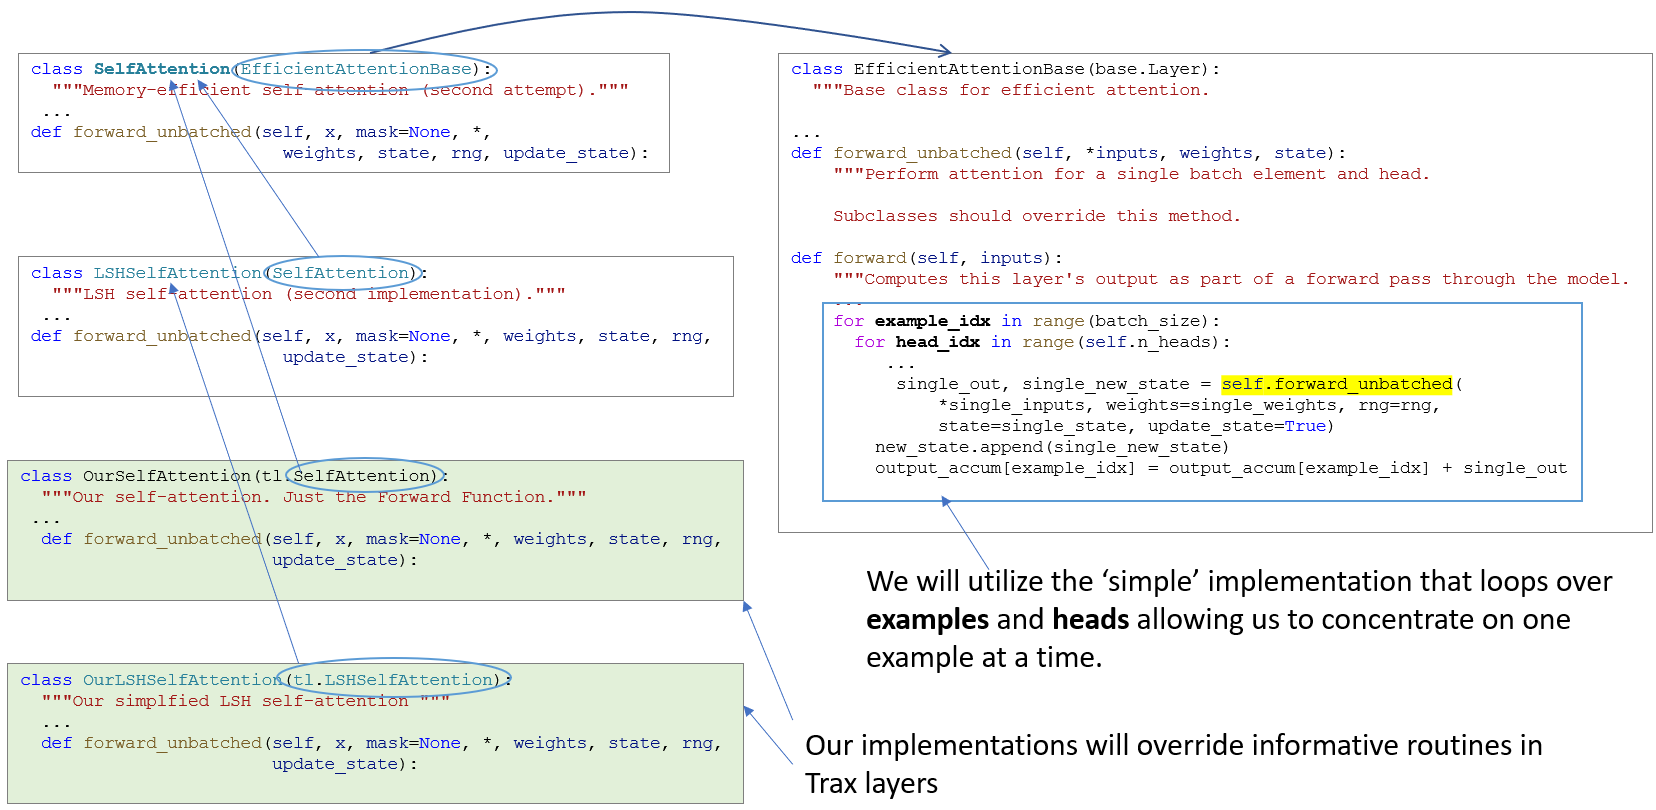 class SelfAttention(EfficientAttentionBase):
"""Memory-efficient self-attention (second attempt)."""
...
def forward_unbatched(self, x, mask=None, *,
weights, state, rng, update_state):
class LSHSelfAttention(SelfAttention):
"""LSH self-attention (second implementation)."""
...
def forward_unbatched(self, x, mask=None, *, weights, state, rng,
update_state):
class OurSelfAttention(tl.SelfAttention):
"""Our self-attention. Just the Forward Function."""
...
def forward_unbatched(self, x, mask=None, *, weights, state, rng,
update_state):
class OurLSHSelfAttention(tl.LSHSelfAttention):
"""Our simplfied LSH self-attention """
...
def forward_unbatched(self, x, mask=None, *, weights, state, rng,
update_state):
class EfficientAttentionBase(base.Layer):
"""Base class for efficient attention.
...
def forward_unbatched(self, *inputs, weights, state):
"""Perform attention for a single batch element and head.
Subclasses should override this method.
def forward(self, inputs):
"""Computes this layer's output as part of a forward pass through the model.
...
for example_idx in range(batch_size):
for head_idx in range(self.n_heads):
...
single_out, single_new_state = self.forward_unbatched(
*single_inputs, weights=single_weights, rng=rng,
state=single_state, update_state=True)
new_state.append(single_new_state)
output_accum[example_idx] = output_accum[example_idx] + single_out
We will utilize the ‘simple’ implementation that loops over
examples and heads allowing us to concentrate on one
example at a time.
Our implementations will override informative routines in
Trax layers